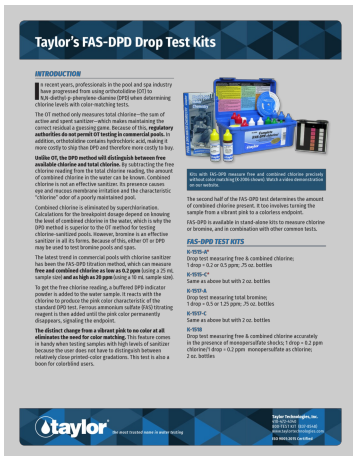 Taylor's FAS-DPD Drop Test Kits
INTRODUCTION
In recent years, professionals in the pool and spa industry
have progressed from using orthotolidine (OT) to
N,N-diethyl-p-phenylene-diamine (DPD) when determining
chlorine levels with color-matching tests.
The OT method only measures total chlorine—the sum of
active and spent sanitizer—which makes maintaining the
correct residual a guessing game. Because of this, regulatory
authorities do not permit OT testing in commercial pools. In
addition, orthotolidine contains hydrochloric acid, making it
more costly to ship than DPD and therefore more costly to buy.
Unlike OT, the DPD method will distinguish between free
available chlorine and total chlorine. By subtracting the free
chlorine reading from the total chlorine reading, the amount
of combined chlorine in the water can be known. Combined
chlorine is not an effective sanitizer. Its presence causes
eye and mucous membrane irritation and the characteristic
"chlorine" odor of a poorly maintained pool.
Combined chlorine is eliminated by superchlorination.
Calculations for the breakpoint dosage depend on knowing
the level of combined chlorine in the water, which is why the
DPD method is superior to the OT method for testing
chlorine-sanitized pools. However, bromine is an effective
sanitizer in all its forms. Because of this, either OT or DPD
may be used to test bromine pools and spas.
The latest trend in commercial pools with chlorine sanitizer
has been the FAS-DPD titration method, which can measure
free and combined chlorine as low as 0.2 ppm (using a 25 mL
sample size) and as high as 20 ppm (using a 10 mL sample size).
To get the free chlorine reading, a buffered DPD indicator
powder is added to the water sample. It reacts with the
chlorine to produce the pink color characteristic of the
standard DPD test. Ferrous ammonium sulfate (FAS) titrating
reagent is then added until the pink color permanently
disappears, signaling the endpoint.
The distinct change from a vibrant pink to no color at all
eliminates the need for color matching. This feature comes
in handy when testing samples with high levels of sanitizer
because the user does not have to distinguish between
relatively close printed-color gradations. This test is also a
boon for colorblind users.
Kits with FAS-DPD measure free and combined chlorine precisely
without color matching (K-2006 shown). Watch a video demonstration
on our website.
The second half of the FAS-DPD test determines the amount
of combined chlorine present. It too involves turning the
sample from a vibrant pink to a colorless endpoint.
FAS-DPD is available in stand-alone kits to measure chlorine
or bromine, and in combination with other common tests.
FAS-DPD TEST KITS
K-1515-A®
Drop test measuring free & combined chlorine;
1 drop = 0.2 or 0.5 ppm; .75 oz. bottles
K-1515-C®
Same as above but with 2 oz. bottles
K-1517-A
Drop test measuring total bromine;
1 drop = 0.5 or 1.25 ppm; .75 oz. bottles
K-1517-C
Same as above but with 2 oz. bottles
K-1518
Drop test measuring free & combined chlorine accurately
in the presence of monopersulfate shocks; 1 drop = 0.2 ppm
chlorine/1 drop = 0.2 ppm monopersulfate as chlorine;
2 oz. bottles
taylor
the most trusted name in water testing
Taylor Technologies, Inc.
410-472-4340
800-TEST KIT (837-8548)
www.taylortechnologies.com
ISO 9001:2015 Certified